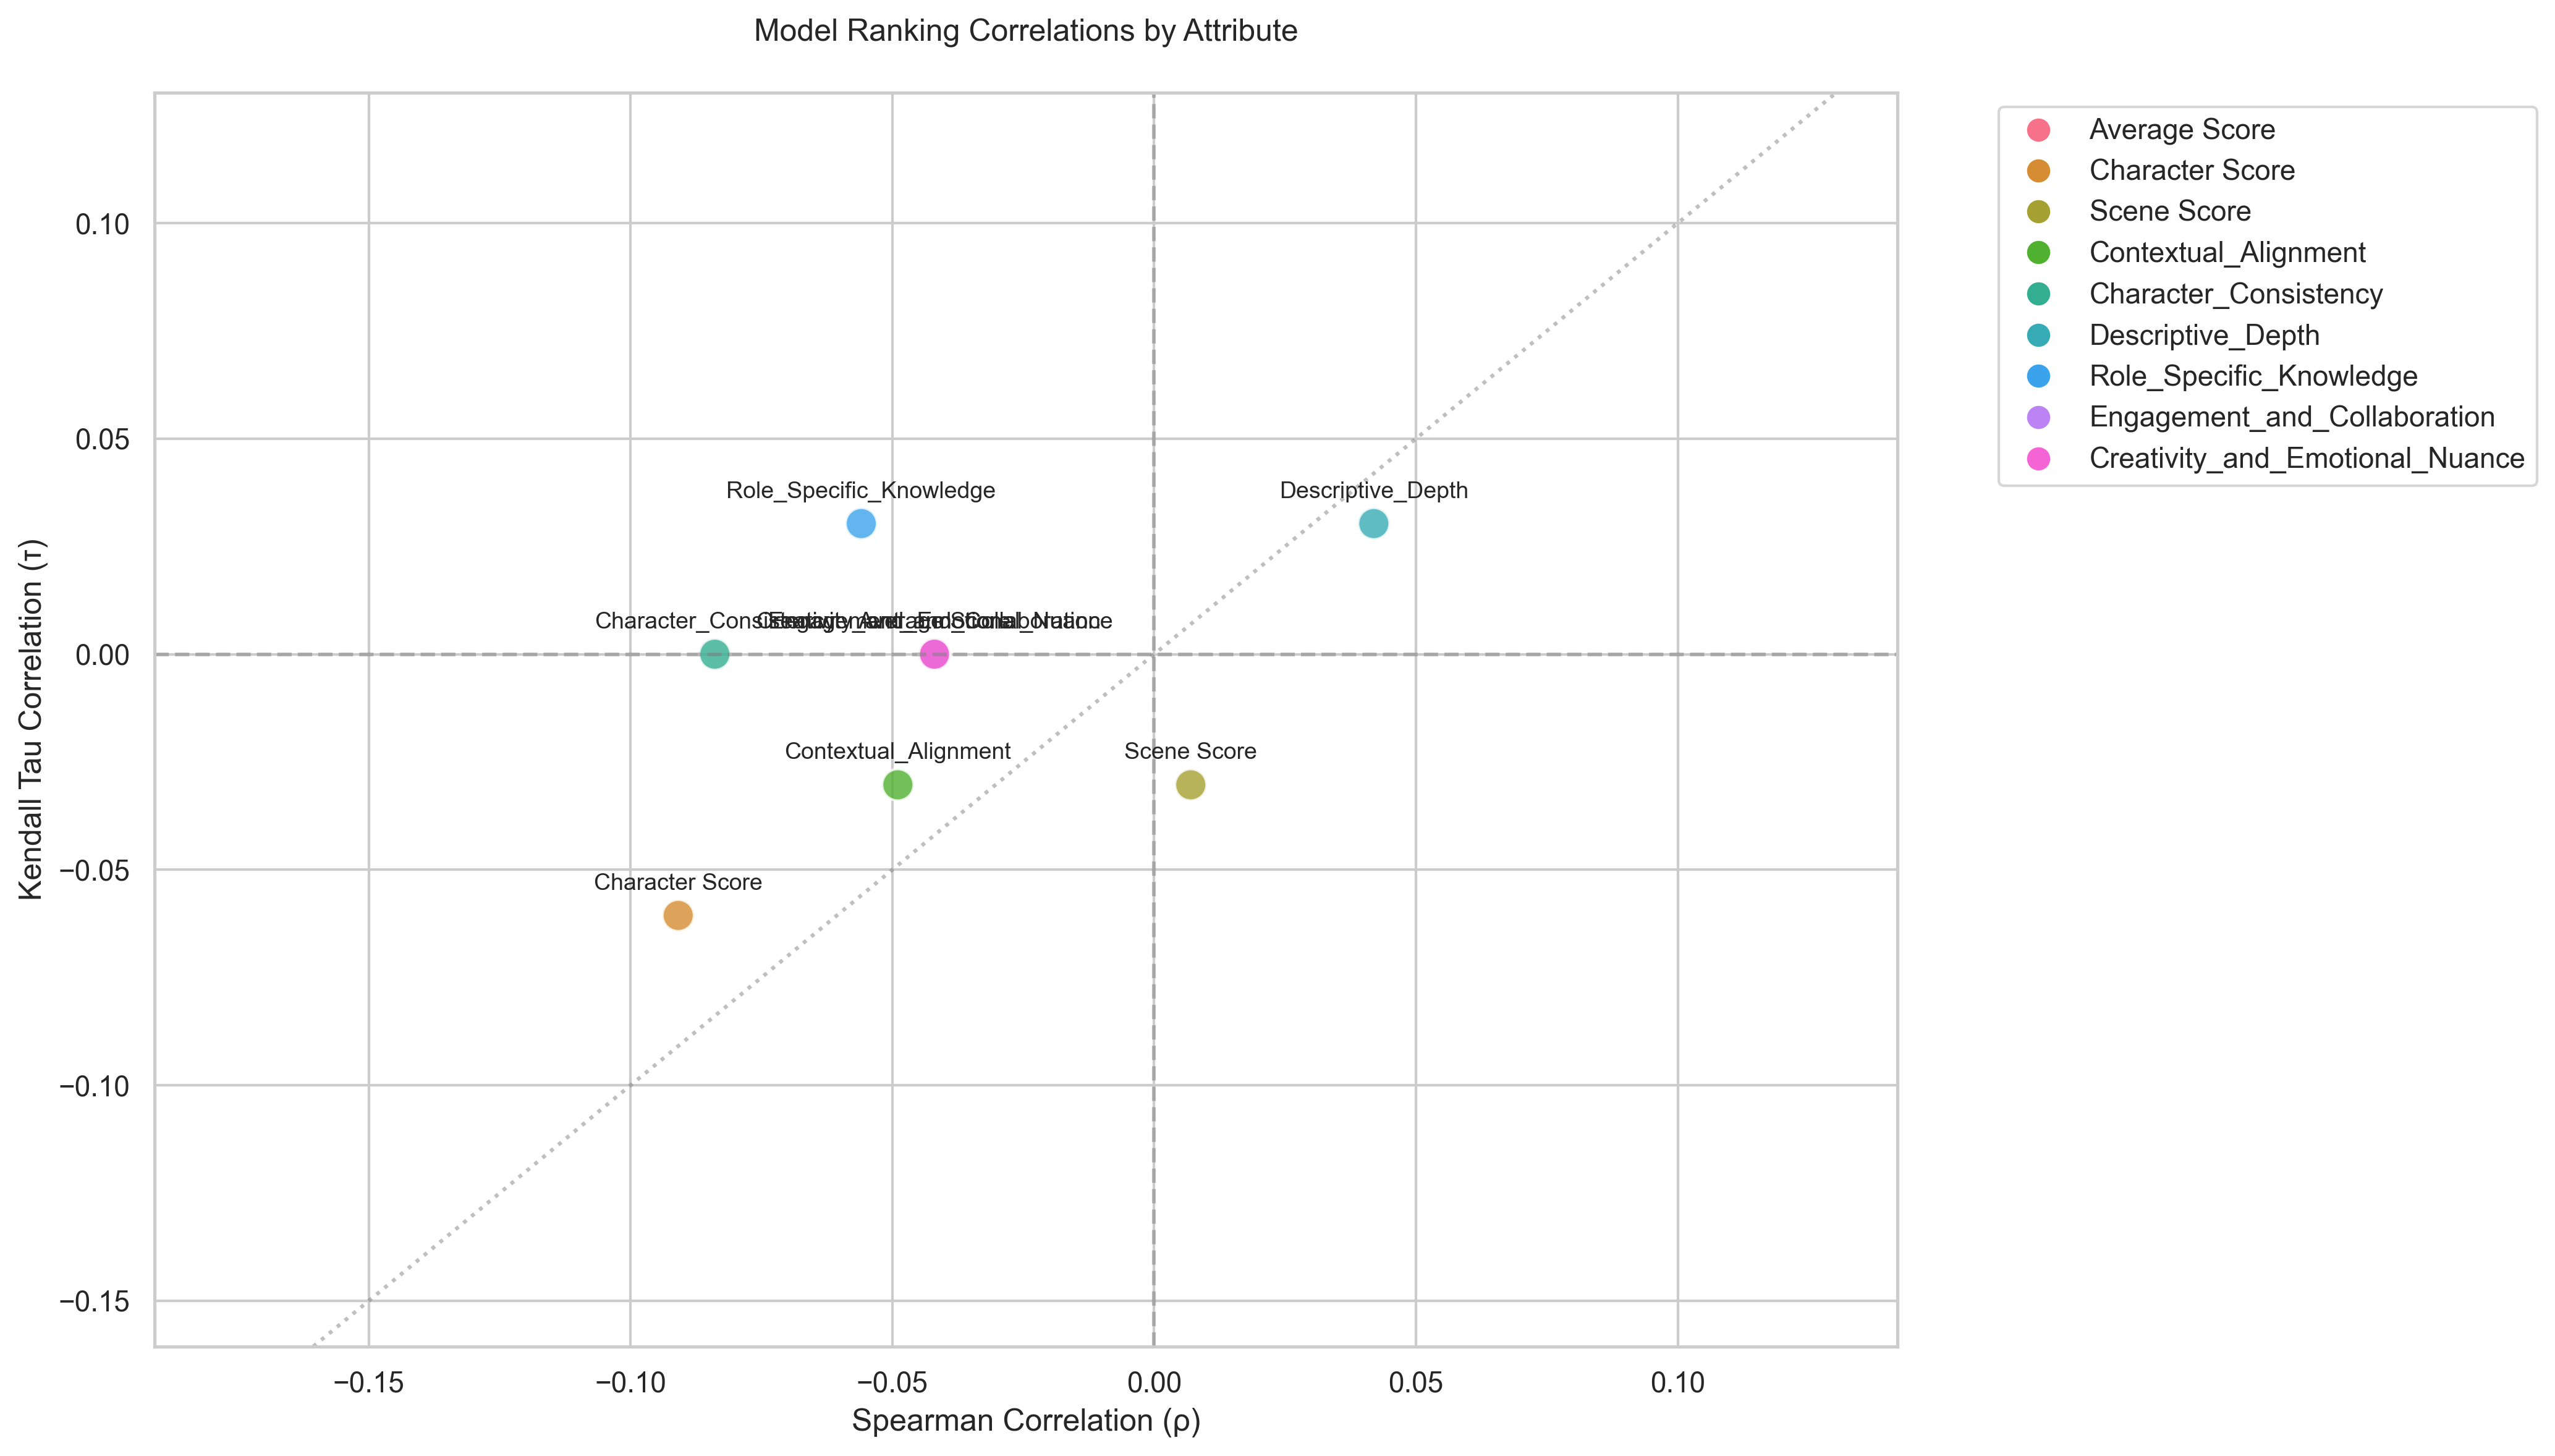 Model Ranking Correlations by Attribute
Average Score
Character Score
Scene Score
Contextual_Alignment
Character_Consistency
Descriptive_Depth
Role_Specific_Knowledge
Engagement_and_Collaboration
Creativity_and_Emotional_Nuance
Kendall Tau Correlation (τ)
0.10
0.05
0.00
−0.05
−0.10
−0.15
Role_Specific_Knowledge
Descriptive_Depth
Contextual_Alignment
Scene Score
Character Score
−0.15
−0.10
−0.05
0.00
0.05
0.10
Spearman Correlation (ρ)